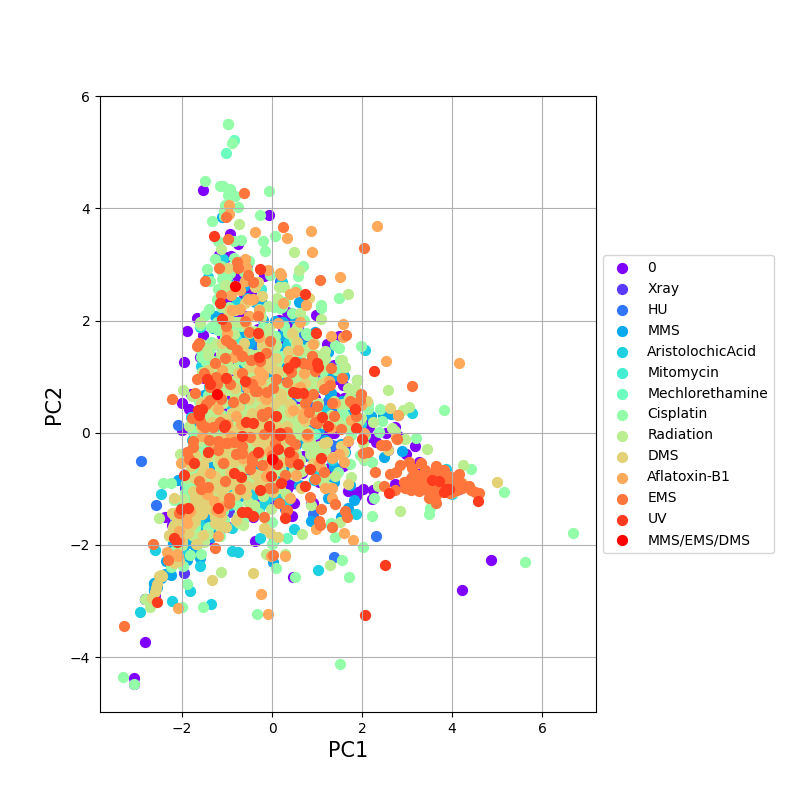 6
4
2
0
−2
−4
−2
0
2
4
6
PC2
PC1
0
Xray
HU
MMS
AristolochicAcid
Mitomycin
Mechlorethamine
Cisplatin
Radiation
DMS
Aflatoxin-B1
EMS
UV
MMS/EMS/DMS